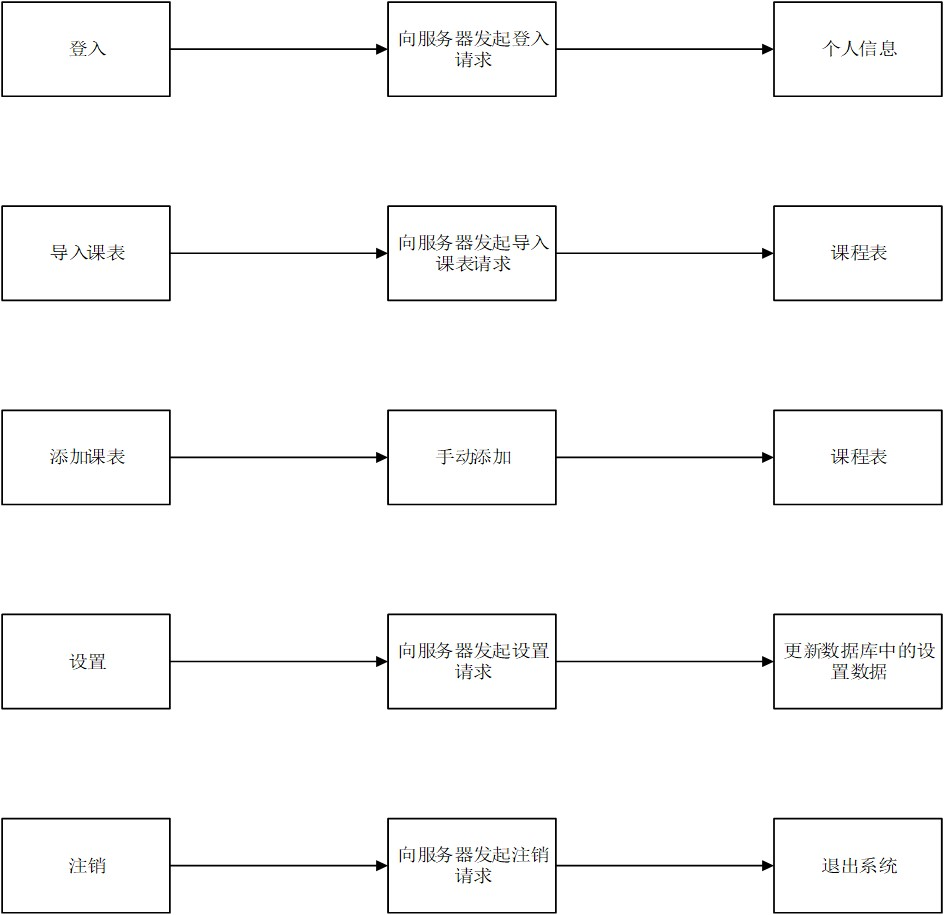 登入
向服务器发起登入
请求
个人信息
导入课表
向服务器发起导入
课表请求
课程表
添加课表
手动添加
课程表
设置
向服务器发起设置
请求
更新数据库中的设
置数据
注销
向服务器发起注销
请求
退出系统